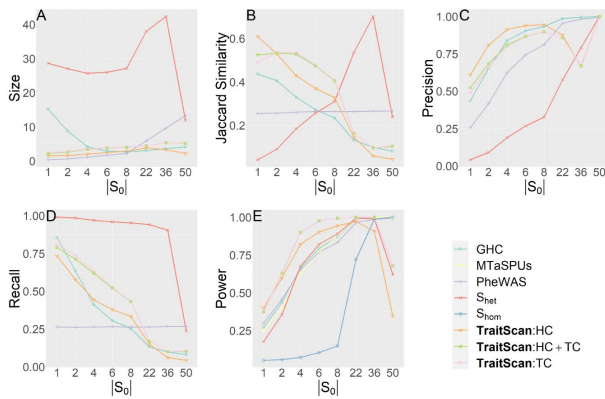 A
Size
40
30
20
10
0
1 2 4 6 8 22 36 50
|S0|
B
Jaccard Similarity
0.6
0.4
0.2
1 2 4 6 8 22 36 50
|S0|
C
Precision
1.00
0.75
0.50
0.25
0.00
1 2 4 6 8 22 36 50
|S0|
D
Recall
1.00
0.75
0.50
0.25
0.00
1 2 4 6 8 22 36 50
|S0|
E
Power
1.00
0.75
0.50
0.25
1 2 4 6 8 22 36 50
|S0|
GHC
MTaSPUs
PheWAS
Shet
Shom
TraitScan:HC
TraitScan:HC + TC
TraitScan:TC